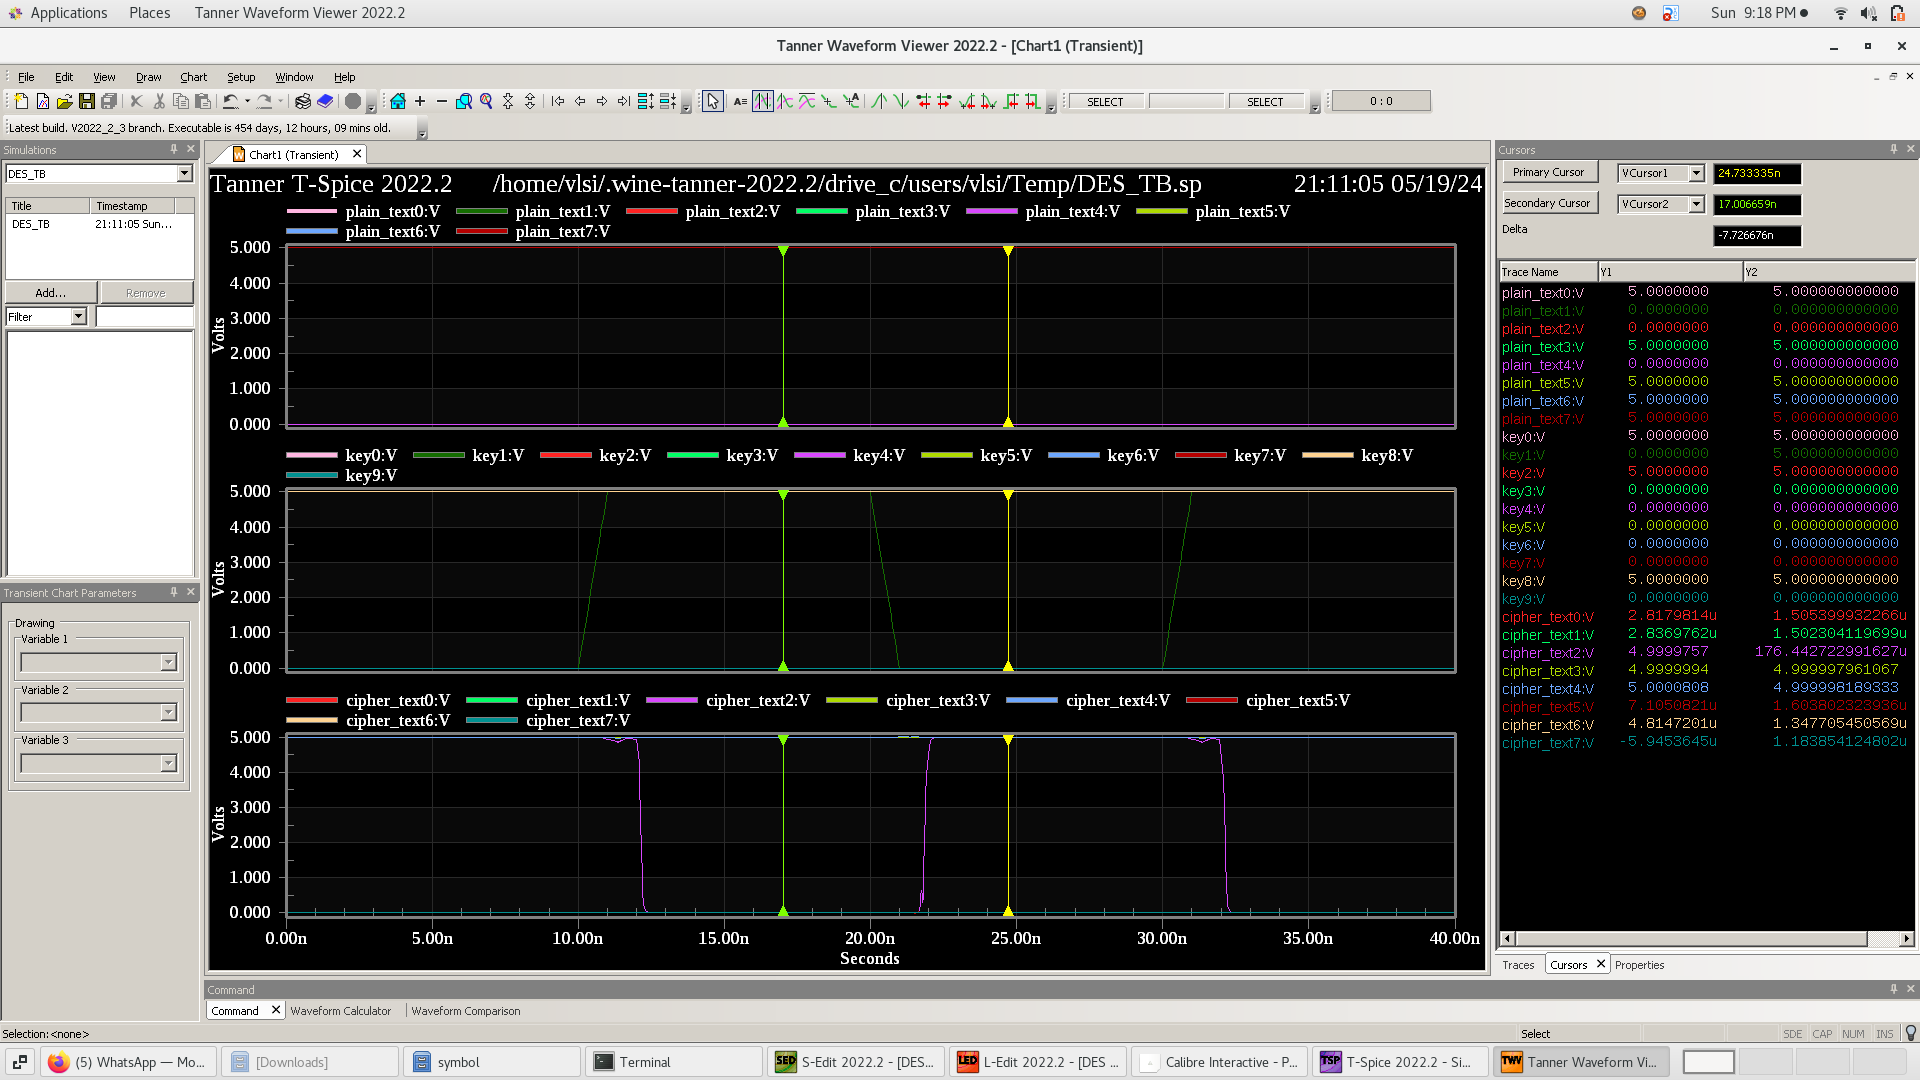 Applications Places Tanner Waveform Viewer 2022.2 Sun 9:18 PM
Tanner Waveform Viewer 2022.2 - [Chart1 (Transient)]
File Edit View Draw Chart Setup Window Help
SELECT SELECT 0 : 0
Latest build. V2022_2_3 branch. Executable is 454 days, 12 hours, 09 mins old.
Simulations
DES_TB
Title Timestamp
DES_TB 21:11:05 Sun...
Add... Remove
Filter
Transient Chart Parameters
Drawing
Variable 1
Variable 2
Variable 3
Chart1 (Transient)
Tanner T-Spice 2022.2 /home/vlsi/.wine-tanner-2022.2/drive_c/users/vlsi/Temp/DES_TB.sp 21:11:05 05/19/24
plain_text0:V plain_text1:V plain_text2:V plain_text3:V plain_text4:V plain_text5:V
plain_text6:V plain_text7:V
5.000
4.000
3.000
2.000
1.000
0.000
Volts
key0:V key1:V key2:V key3:V key4:V key5:V key6:V key7:V key8:V
key9:V
5.000
4.000
3.000
2.000
1.000
0.000
Volts
cipher_text0:V cipher_text1:V cipher_text2:V cipher_text3:V cipher_text4:V cipher_text5:V
cipher_text6:V cipher_text7:V
5.000
4.000
3.000
2.000
1.000
0.000
Volts
0.00n 5.00n 10.00n 15.00n 20.00n 25.00n 30.00n 35.00n 40.00n
Seconds
Cursors
Primary Cursor VCursor1 24.733335n
Secondary Cursor VCursor2 17.006659n
Delta -7.726676n
Trace Name Y1 Y2
plain_text0:V 5.0000000 5.000000000000
plain_text1:V 0.0000000 0.000000000000
plain_text2:V 0.0000000 0.000000000000
plain_text3:V 5.0000000 5.000000000000
plain_text4:V 0.0000000 0.000000000000
plain_text5:V 5.0000000 5.000000000000
plain_text6:V 5.0000000 5.000000000000
plain_text7:V 5.0000000 5.000000000000
key0:V 5.0000000 5.000000000000
key1:V 0.0000000 5.000000000000
key2:V 5.0000000 5.000000000000
key3:V 0.0000000 0.000000000000
key4:V 0.0000000 0.000000000000
key5:V 0.0000000 0.000000000000
key6:V 0.0000000 0.000000000000
key7:V 0.0000000 0.000000000000
key8:V 5.0000000 5.000000000000
key9:V 0.0000000 0.000000000000
cipher_text0:V 2.8179814u 1.505399932266u
cipher_text1:V 2.8369762u 1.502304119699u
cipher_text2:V 4.9999757 176.442722991627u
cipher_text3:V 4.9999994 4.999997961067
cipher_text4:V 5.0000808 4.999998189333
cipher_text5:V 7.1050821u 1.603802323936u
cipher_text6:V 4.8147201u 1.347705450569u
cipher_text7:V -5.9453645u 1.183854124802u
Traces Cursors Properties
Command
Command Waveform Calculator Waveform Comparison
Selection: <none> Select SDE CAP NUM INS
(5) WhatsApp — Mo... [Downloads] symbol Terminal S-Edit 2022.2 - [DES... L-Edit 2022.2 - [DES ... Calibre Interactive - P... T-Spice 2022.2 - Si... Tanner Waveform Vi...